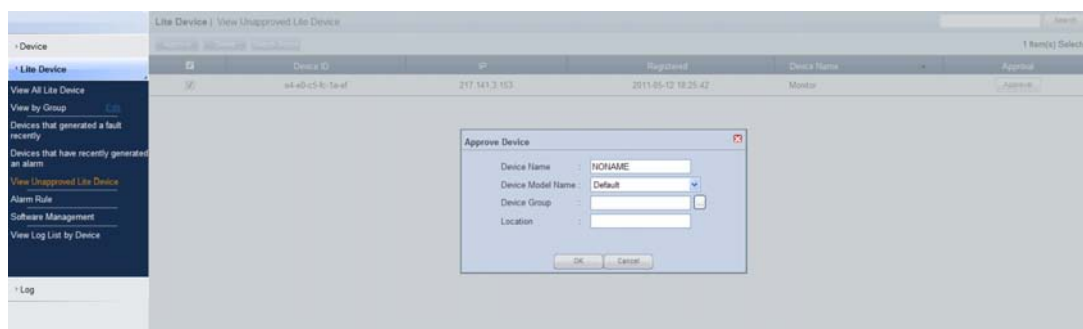 Lite Device | View Unapproved Lite Device
Search
Device
Lite Device
View All Lite Device
View by Group Edit
Devices that generated a fault
recently
Devices that have recently generated
an alarm
View Unapproved Lite Device
Alarm Rule
Software Management
View Log List by Device
Log
Delete
1 Item(s) Select
Device ID IP Registered Device Name Approval
e4-e0-c5-fc-1e-ef 217.141.3.153 2011-05-12 18:25:42 Monitor Approval
Approve Device
Device Name : NONAME
Device Model Name : Default
Device Group : ...
Location :
OK Cancel